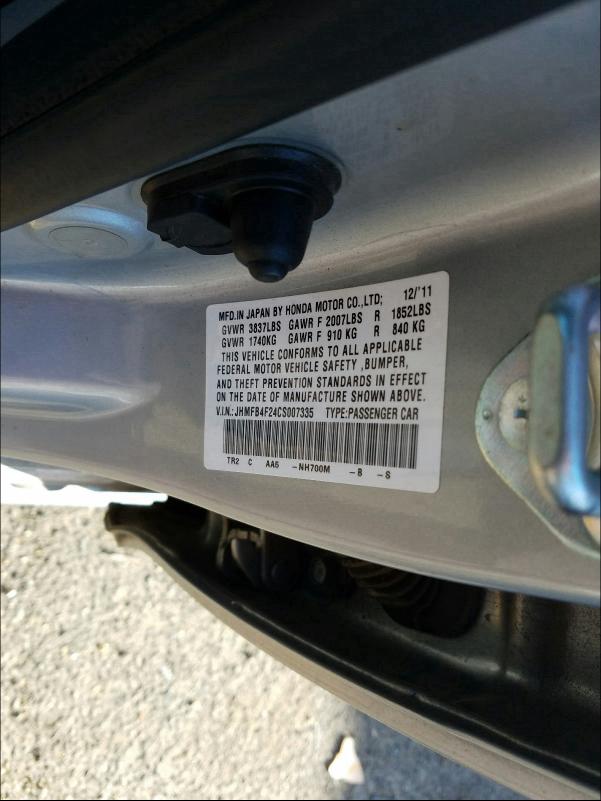 MFD.IN JAPAN BY HONDA MOTOR CO.,LTD; 12/'11
GVWR 3837LBS GAWR F 2007LBS R 1852LBS
GVWR 1740KG GAWR F 910 KG R 840 KG
THIS VEHICLE CONFORMS TO ALL APPLICABLE
FEDERAL MOTOR VEHICLE SAFETY ,BUMPER,
AND THEFT PREVENTION STANDARDS IN EFFECT
ON THE DATE OF MANUFACTURE SHOWN ABOVE.
V.I.N.:JHMFB4F24CS007335 TYPE:PASSENGER CAR
TR2 C AA5 -NH700M -B -S